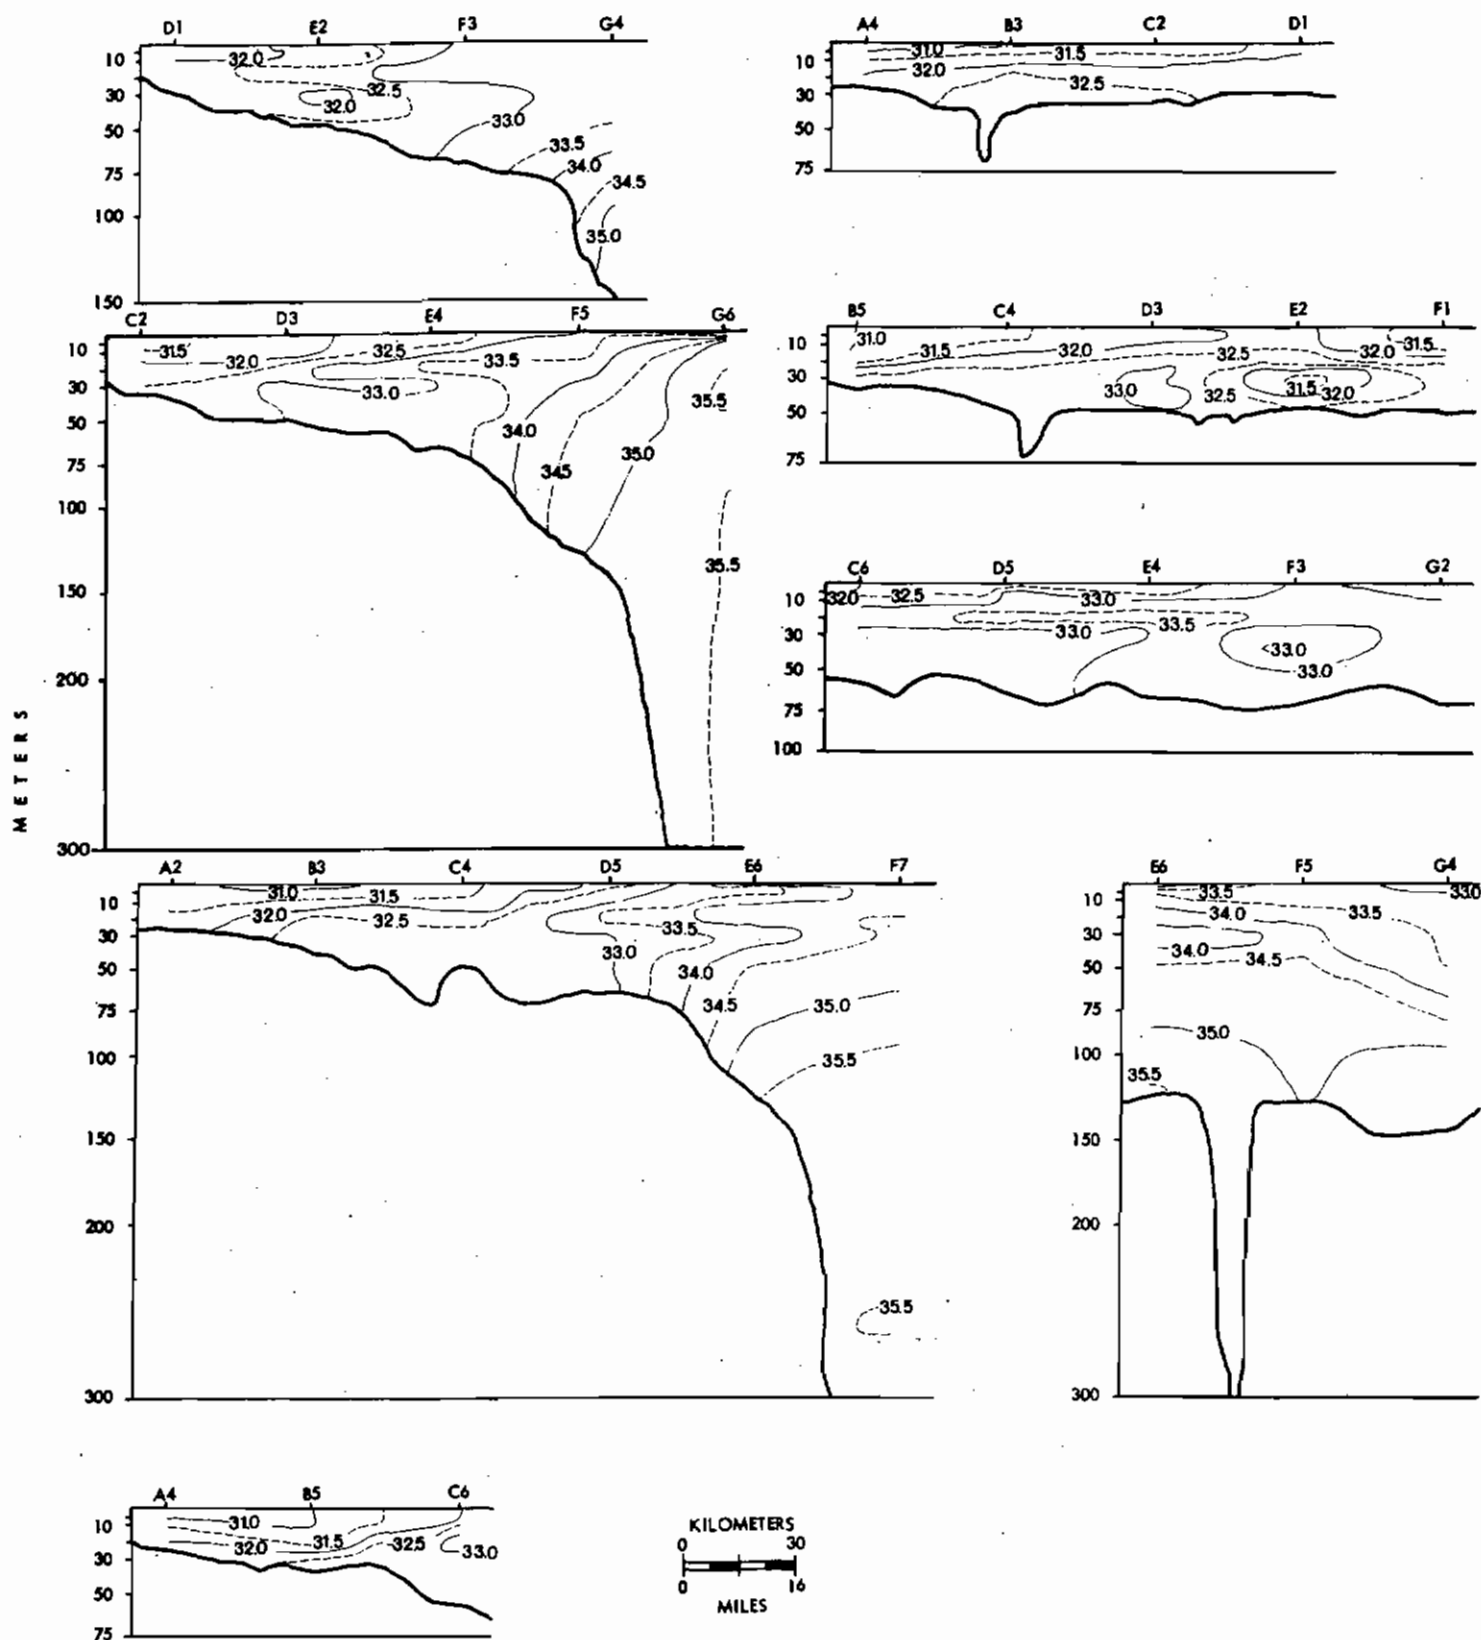 D1 E2 F3 G4
10 32.0
32.5
30 32.0
50 33.0
33.5
75 34.0
34.5
100
35.0
150
A4 B3 C2 D1
31.0 31.5
10 32.0
32.5
30
50
75
C2 D3 E4 F5 G6
10 31.5 32.0 32.5 33.5
30 33.0 35.5
50 34.0
35.0
75 34.5
100
150 35.5
200
300
METERS
B5 C4 D3 E2 F1
10 31.0 31.5 32.0 32.5 32.0 31.5
30 33.0 32.5 31.5 32.0
50
75
C6 D5 E4 F3 G2
10 32.0 32.5 33.0
33.5
30 33.0 <33.0
50 33.0
75
100
A2 B3 C4 D5 E6 F7
31.0 31.5
10 32.0 32.5
30 33.5
50 33.0 34.0
75 34.5 35.0
100 35.5
150
200
35.5
300
E6 F5 G4
33.5 33.0
10 34.0 33.5
30 34.0
50 34.5
75 35.0
100
35.5
150
200
300
A4 B5 C6
10 31.0 31.5 32.5
30 32.0 33.0
50
75
KILOMETERS
0 30
0 16
MILES